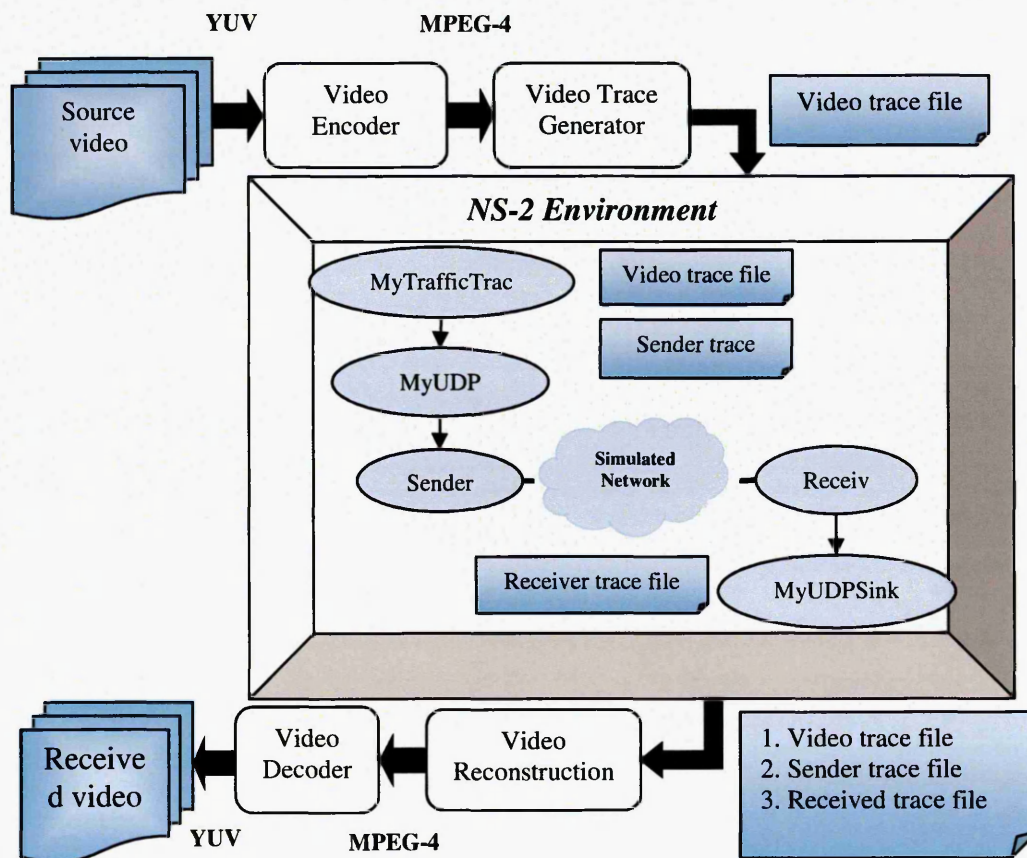 YUV
MPEG-4
Source
video
Video
Encoder
Video Trace
Generator
Video trace file
NS-2 Environment
MyTrafficTrac
Video trace file
Sender trace
MyUDP
Sender
Simulated
Network
Receiv
Receiver trace file
MyUDPSink
Receive
d video
Video
Decoder
Video
Reconstruction
1. Video trace file
2. Sender trace file
3. Received trace file
YUV
MPEG-4